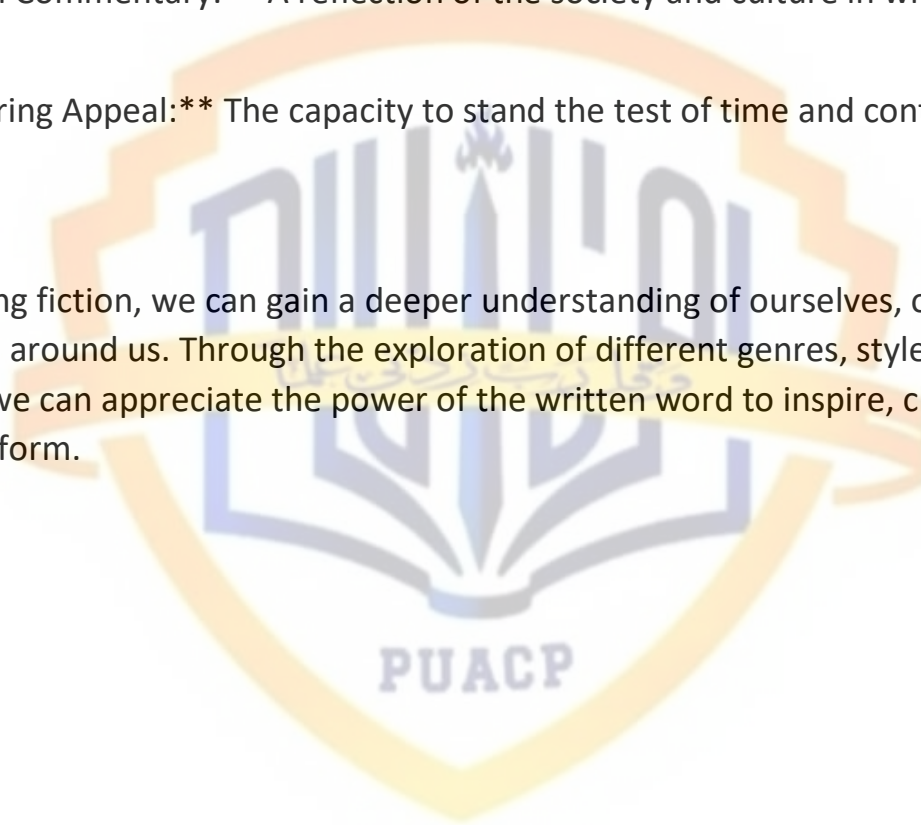 Commentary:** A reflection of the society and culture in
ring Appeal:** The capacity to stand the test of time and
ng fiction, we can gain a deeper understanding of ourselves,
around us. Through the exploration of different genres, style
we can appreciate the power of the written word to inspire,
form.
PUACP